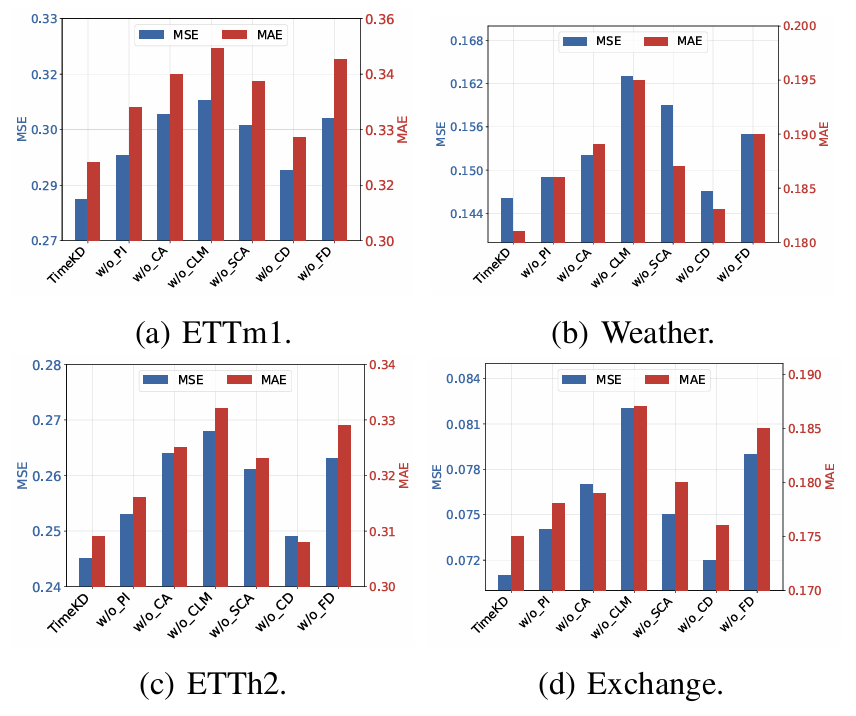 0.33
0.32
0.30
0.29
0.27
MSE
MSE MAE
0.36
0.34
0.33
0.32
0.30
MAE
TimeKD w/o_PI w/o_CA w/o_CLM w/o_SCA w/o_CD w/o_FD
(a) ETTm1.
0.168
0.162
0.156
0.150
0.144
MSE
MSE MAE
0.200
0.195
0.190
0.185
0.180
MAE
TimeKD w/o_PI w/o_CA w/o_CLM w/o_SCA w/o_CD w/o_FD
(b) Weather.
0.28
0.27
0.26
0.25
0.24
MSE
MSE MAE
0.34
0.33
0.32
0.31
0.30
MAE
TimeKD w/o_PI w/o_CA w/o_CLM w/o_SCA w/o_CD w/o_FD
(c) ETTh2.
0.084
0.081
0.078
0.075
0.072
MSE
MSE MAE
0.190
0.185
0.180
0.175
0.170
MAE
TimeKD w/o_PI w/o_CA w/o_CLM w/o_SCA w/o_CD w/o_FD
(d) Exchange.